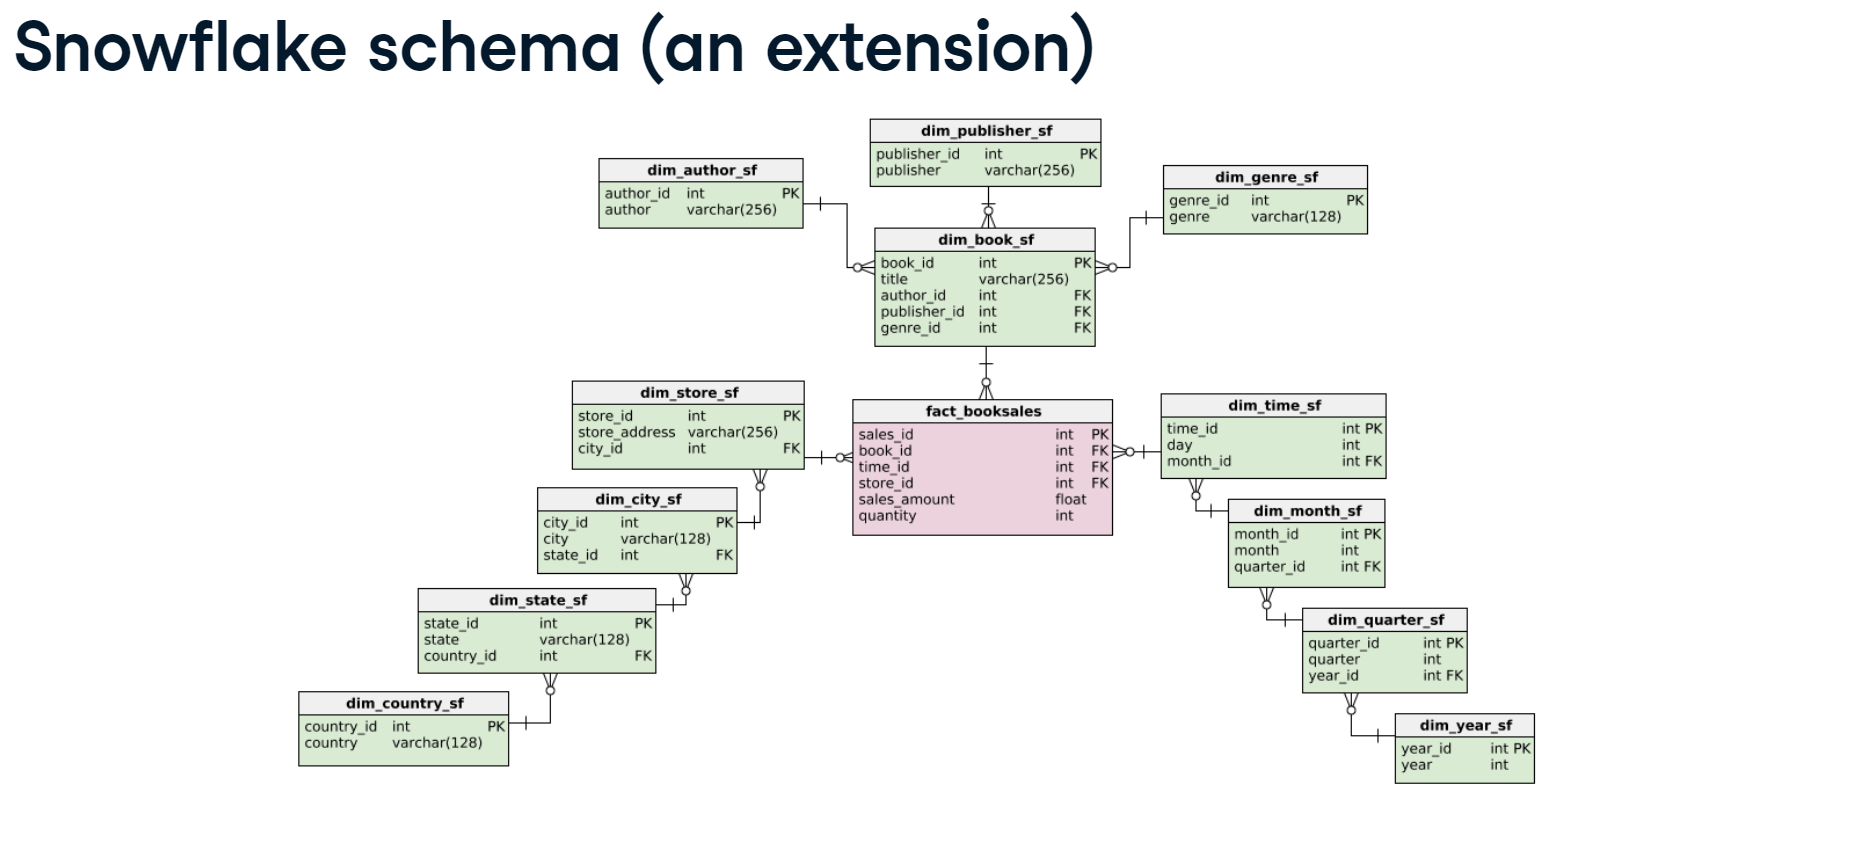 Snowflake schema (an extension)
dim_publisher_sf
publisher_id int PK
publisher varchar(256)
dim_author_sf
author_id int PK
author varchar(256)
dim_genre_sf
genre_id int PK
genre varchar(128)
dim_book_sf
book_id int PK
title varchar(256)
author_id int FK
publisher_id int FK
genre_id int FK
dim_store_sf
store_id int PK
store_address varchar(256)
city_id int FK
fact_booksales
sales_id int PK
book_id int FK
time_id int FK
store_id int FK
sales_amount float
quantity int
dim_time_sf
time_id int PK
day int
month_id int FK
dim_city_sf
city_id int PK
city varchar(128)
state_id int FK
dim_month_sf
month_id int PK
month int
quarter_id int FK
dim_state_sf
state_id int PK
state varchar(128)
country_id int FK
dim_quarter_sf
quarter_id int PK
quarter int
year_id int FK
dim_country_sf
country_id int PK
country varchar(128)
dim_year_sf
year_id int PK
year int